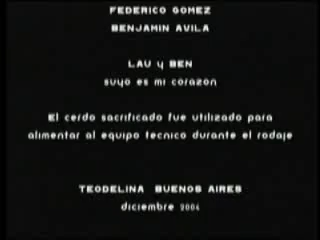 FEDERICO GOMEZ
BENJAMIN AVILA
LAU y BEN
suyo es mi corazon
El cerdo sacrificado fue utilizado para
alimentar al equipo tecnico durante el rodaje
TEODELINA BUENOS AIRES
diciembre 2004